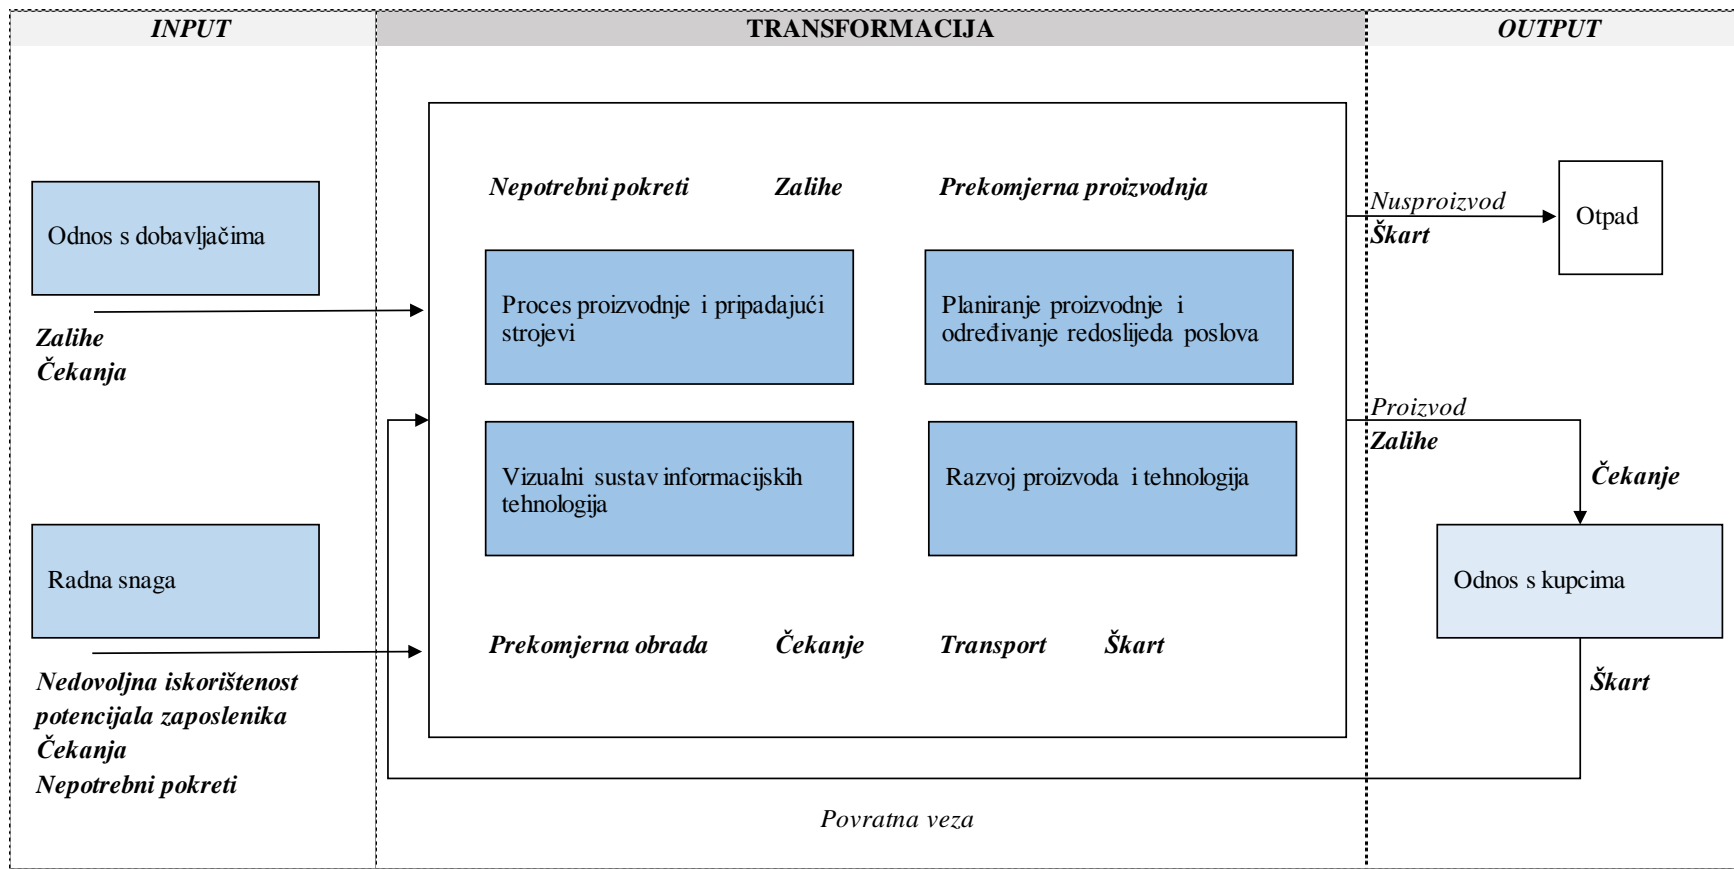 INPUT
TRANSFORMACIJA
OUTPUT
Odnos s dobavljačima
Zalihe
Čekanja
Radna snaga
Nedovoljna iskorištenost
potencijala zaposlenika
Čekanja
Nepotrebni pokreti
Nepotrebni pokreti
Zalihe
Prekomjerna proizvodnja
Proces proizvodnje i pripadajući
strojevi
Planiranje proizvodnje i
određivanje redoslijeda poslova
Vizualni sustav informacijskih
tehnologija
Razvoj proizvoda i tehnologija
Prekomjerna obrada
Čekanje
Transport
Škart
Nusproizvod
Škart
Otpad
Proizvod
Zalihe
Čekanje
Odnos s kupcima
Škart
Povratna veza